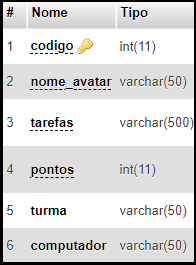 # Nome Tipo
1 codigo int(11)
2 nome_avatar varchar(50)
3 tarefas varchar(500)
4 pontos int(11)
5 turma varchar(50)
6 computador varchar(50)